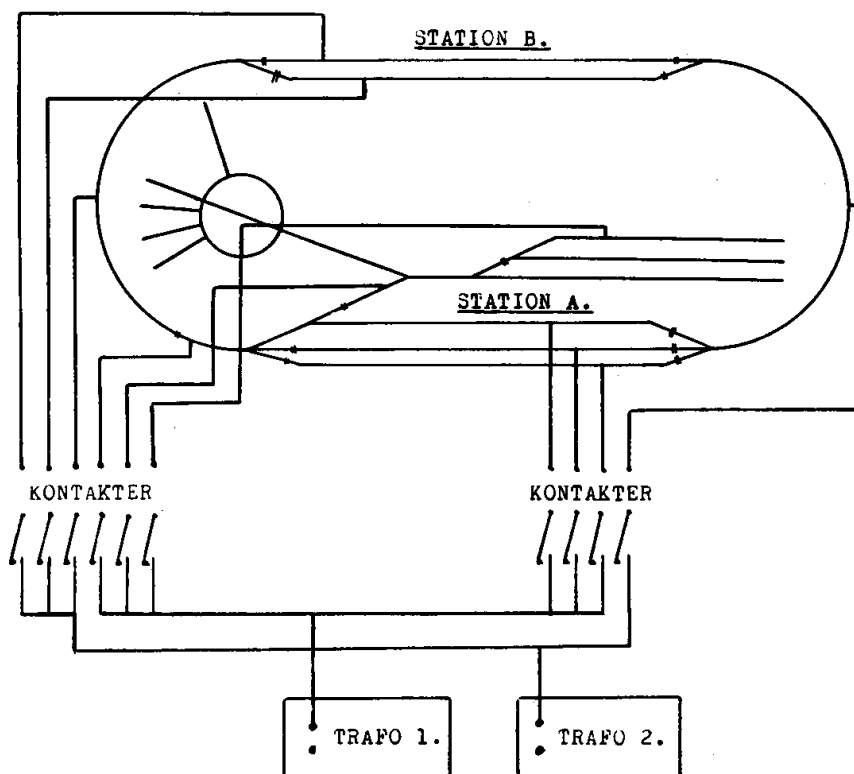 STATION B.
STATION A.
KONTAKTER
KONTAKTER
TRAFO 1.
TRAFO 2.